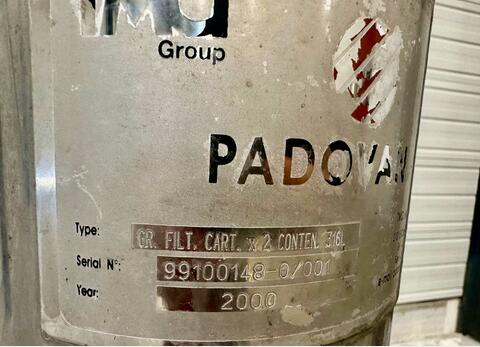 Group
PADOVAN
Type: GR. FILT. CART. x 2 CONTEN. 316L
Serial N°: 99100148-0/001
Year: 2000